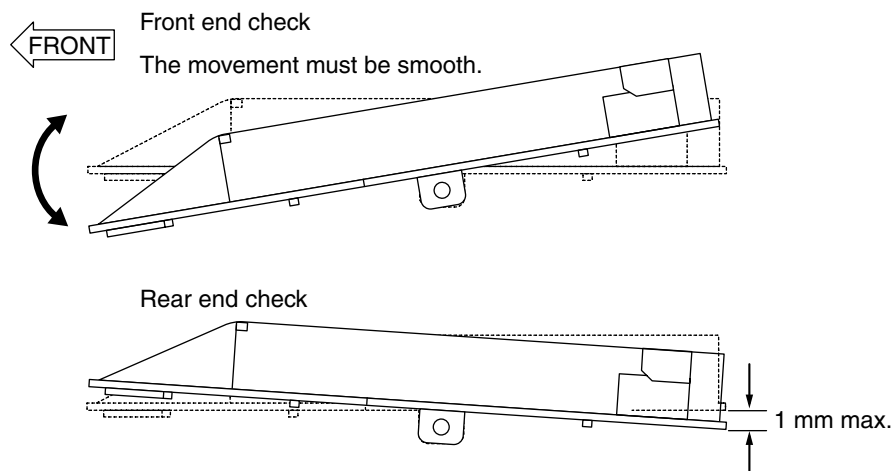 Front end check
FRONT
The movement must be smooth.
Rear end check
1 mm max.